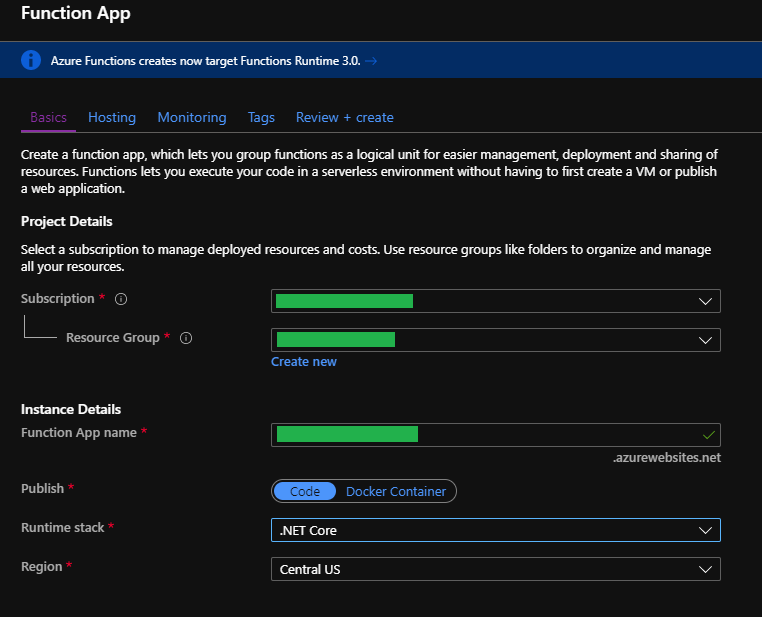 Function App
Azure Functions creates now target Functions Runtime 3.0. →
Basics Hosting Monitoring Tags Review + create
Create a function app, which lets you group functions as a logical unit for easier management, deployment and sharing of
resources. Functions lets you execute your code in a serverless environment without having to first create a VM or publish
a web application.
Project Details
Select a subscription to manage deployed resources and costs. Use resource groups like folders to organize and manage
all your resources.
Subscription *
Resource Group *
Create new
Instance Details
Function App name *
.azurewebsites.net
Publish * Code Docker Container
Runtime stack * .NET Core
Region * Central US